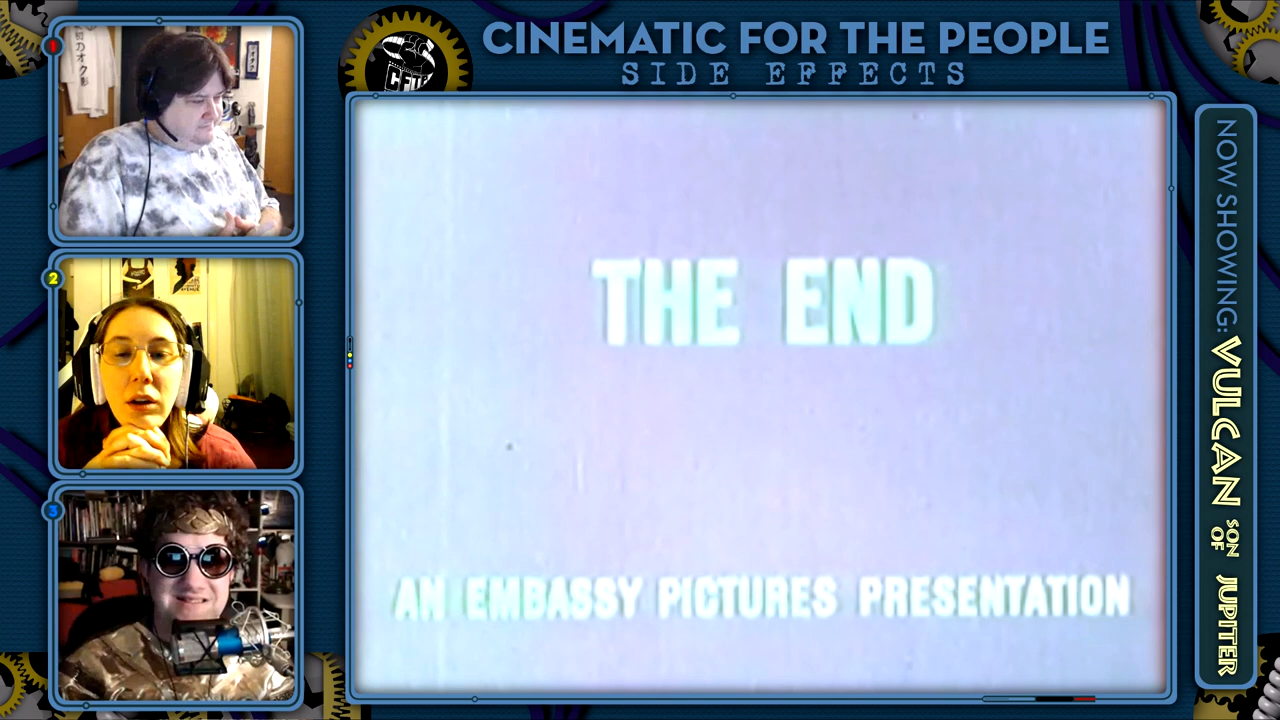 CINEMATIC FOR THE PEOPLE
SIDE EFFECTS
1
2
3
THE END
AN EMBASSY PICTURES PRESENTATION
NOW SHOWING: VULCAN SON OF JUPITER